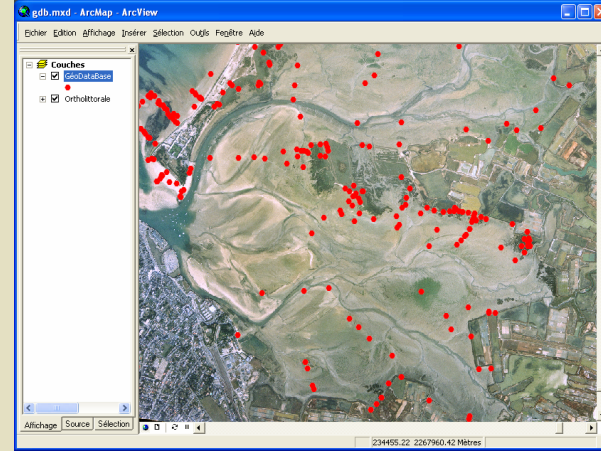 gdb.mxd - ArcMap - ArcView
Fichier Edition Affichage Insérer Sélection Outils Fenêtre Aide
Couches
GéoDataBase
Ortholittorale
Affichage Source Sélection
234455.22 2267960.42 Mètres